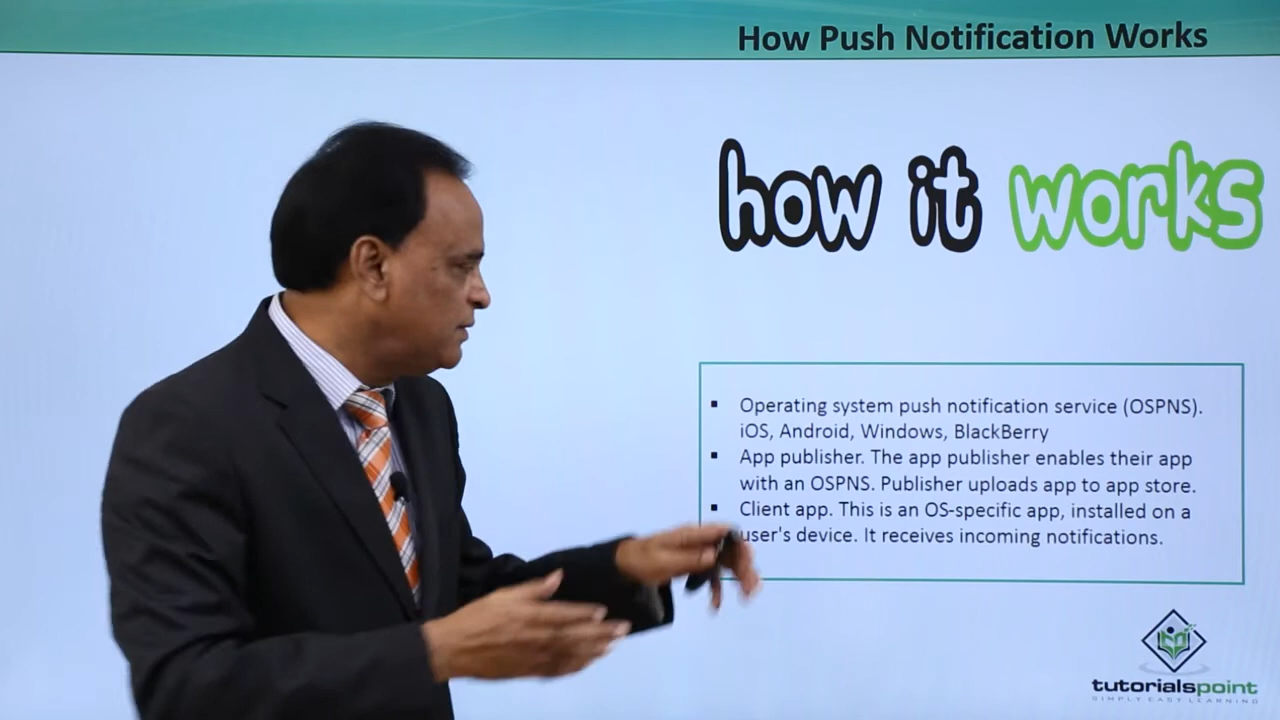 How Push Notification Works
how it works
Operating system push notification service (OSPNS).
iOS, Android, Windows, BlackBerry
App publisher. The app publisher enables their app
with an OSPNS. Publisher uploads app to app store.
Client app. This is an OS-specific app, installed on a
user's device. It receives incoming notifications.
tutorialspoint
SIMPLY EASY LEARNING